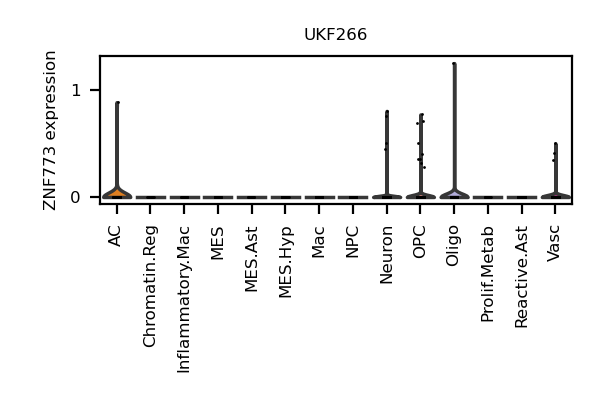 UKF266
ZNF773 expression
1
0
AC
Chromatin.Reg
Inflammatory.Mac
MES
MES.Ast
MES.Hyp
Mac
NPC
Neuron
OPC
Oligo
Prolif.Metab
Reactive.Ast
Vasc